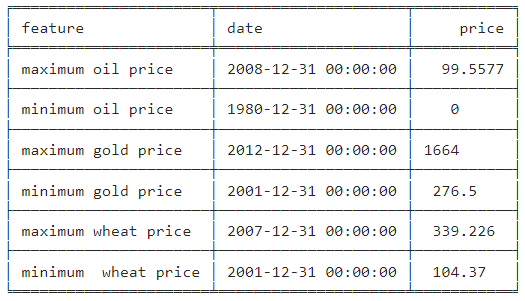 feature date price
maximum oil price 2008-12-31 00:00:00 99.5577
minimum oil price 1980-12-31 00:00:00 0
maximum gold price 2012-12-31 00:00:00 1664
minimum gold price 2001-12-31 00:00:00 276.5
maximum wheat price 2007-12-31 00:00:00 339.226
minimum  wheat price 2001-12-31 00:00:00 104.37